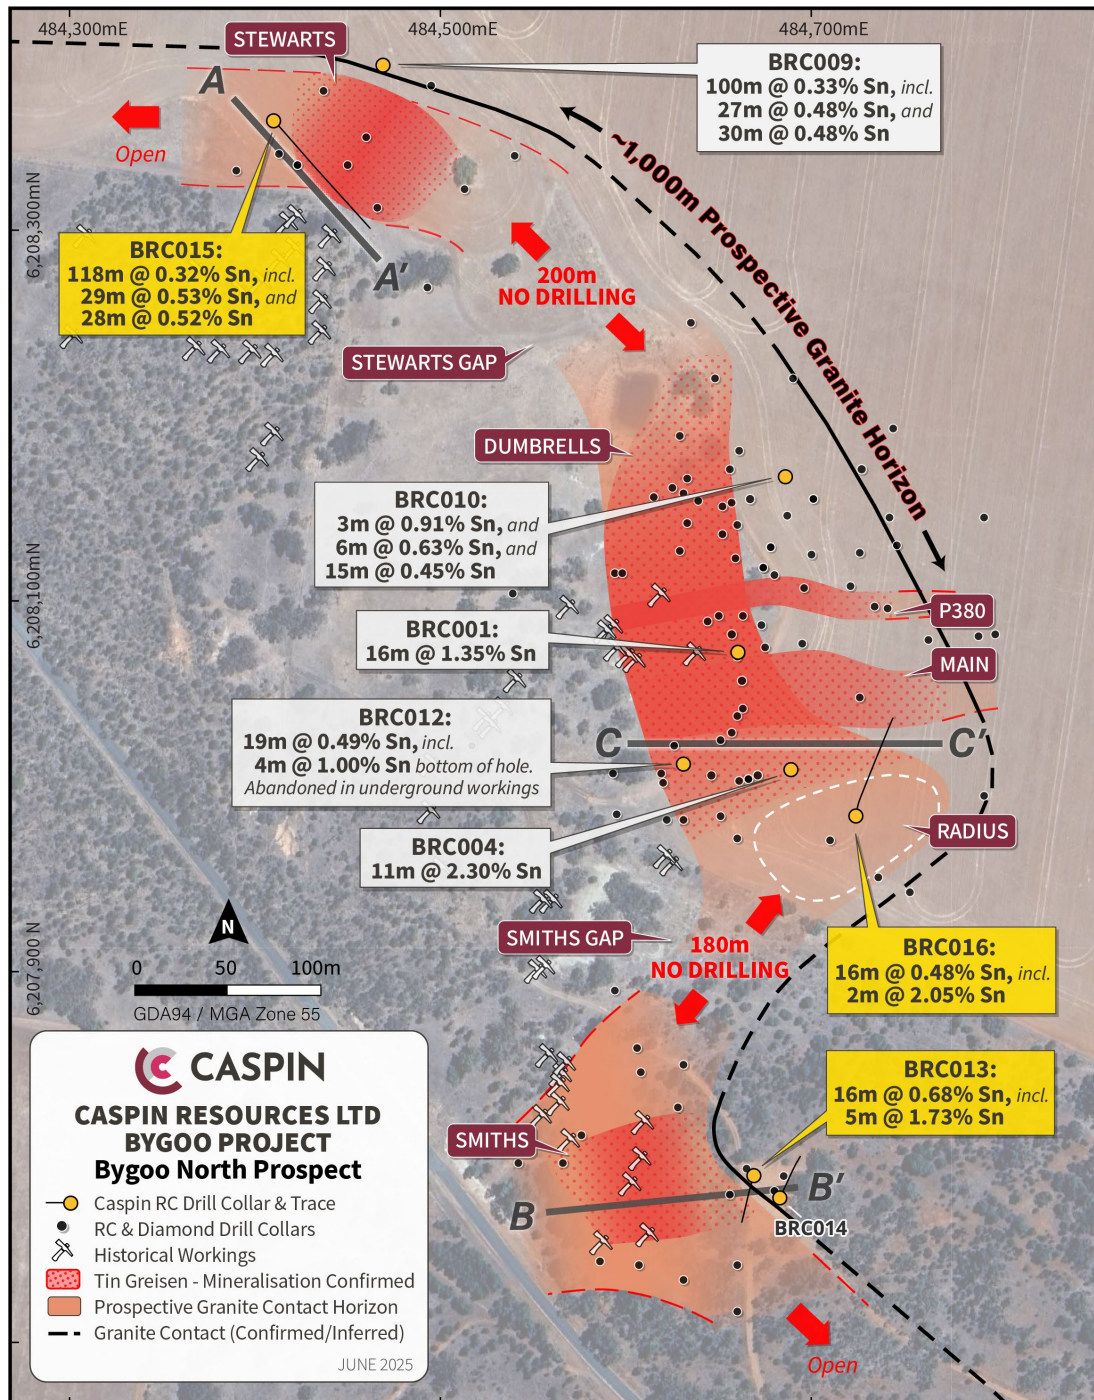 484,300mE
484,500mE
484,700mE
STEWARTS
BRC009:
100m @ 0.33% Sn, incl.
27m @ 0.48% Sn, and
30m @ 0.48% Sn
A
Open
~1,000m Prospective Granite Horizon
6,208,300mN
BRC015:
118m @ 0.32% Sn, incl.
29m @ 0.53% Sn, and
28m @ 0.52% Sn
A'
200m
NO DRILLING
STEWARTS GAP
DUMBRELLS
BRC010:
3m @ 0.91% Sn, and
6m @ 0.63% Sn, and
15m @ 0.45% Sn
6,208,100mN
P380
BRC001:
16m @ 1.35% Sn
MAIN
BRC012:
19m @ 0.49% Sn, incl.
4m @ 1.00% Sn bottom of hole.
Abandoned in underground workings
C
C'
RADIUS
BRC004:
11m @ 2.30% Sn
N
SMITHS GAP
180m
NO DRILLING
BRC016:
16m @ 0.48% Sn, incl.
2m @ 2.05% Sn
6,207,900 N
0 50 100m
GDA94 / MGA Zone 55
BRC013:
16m @ 0.68% Sn, incl.
5m @ 1.73% Sn
SMITHS
B
B'
BRC014
Open
CASPIN
CASPIN RESOURCES LTD
BYGOO PROJECT
Bygoo North Prospect
Caspin RC Drill Collar & Trace
RC & Diamond Drill Collars
Historical Workings
Tin Greisen - Mineralisation Confirmed
Prospective Granite Contact Horizon
Granite Contact (Confirmed/Inferred)
JUNE 2025